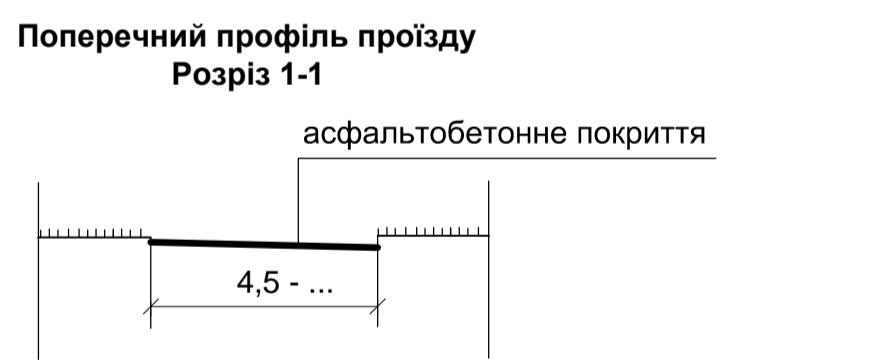 Поперечний профіль проїзду
Розріз 1-1
асфальтобетонне покриття
4,5 - ...